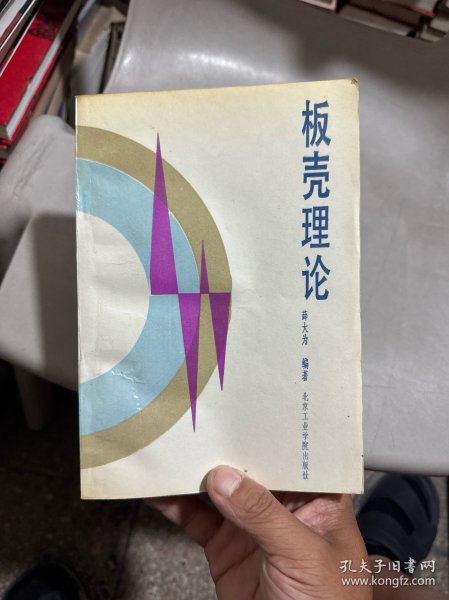 板壳理论
薛大为 编著
北京工业学院出版社
孔夫子旧书网
www.kongfz.com